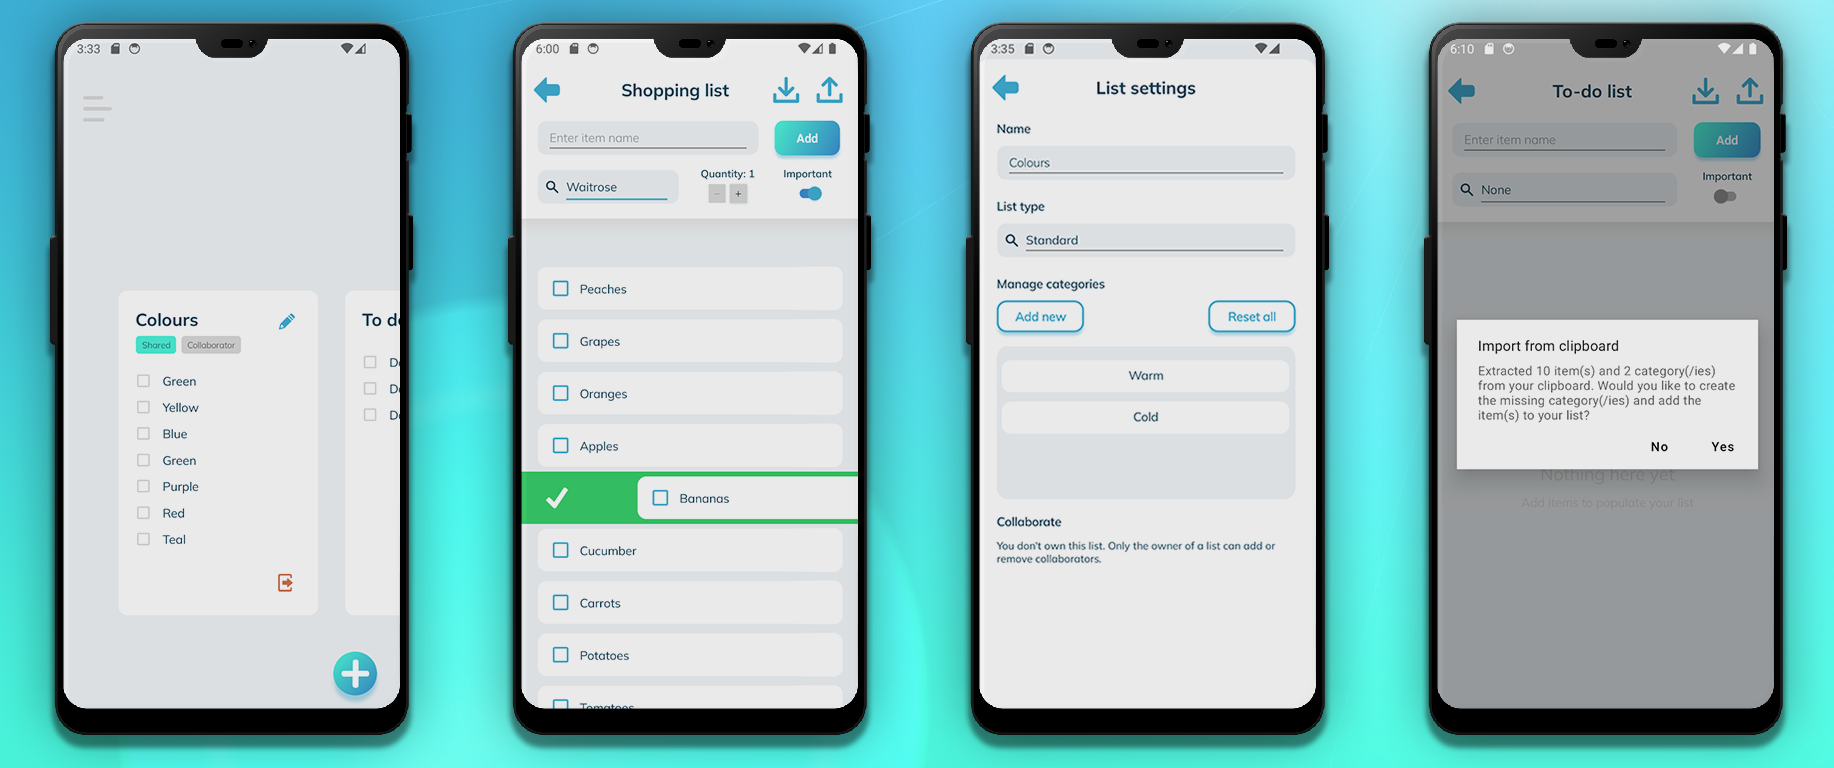 3:33
Colours
Shared Collaborator
Green
Yellow
Blue
Green
Purple
Red
Teal
To d
6:00
Shopping list
Enter item name
Add
Waitrose
Quantity: 1
- +
Important
Peaches
Grapes
Oranges
Apples
Bananas
Cucumber
Carrots
Potatoes
Tomatoes
3:35
List settings
Name
Colours
List type
Standard
Manage categories
Add new
Reset all
Warm
Cold
Collaborate
You don't own this list. Only the owner of a list can add or
remove collaborators.
6:10
To-do list
Enter item name
Add
None
Important
Import from clipboard
Extracted 10 item(s) and 2 category(/ies)
from your clipboard. Would you like to create
the missing category(/ies) and add the
item(s) to your list?
No Yes
Nothing here yet
Add items to populate your list